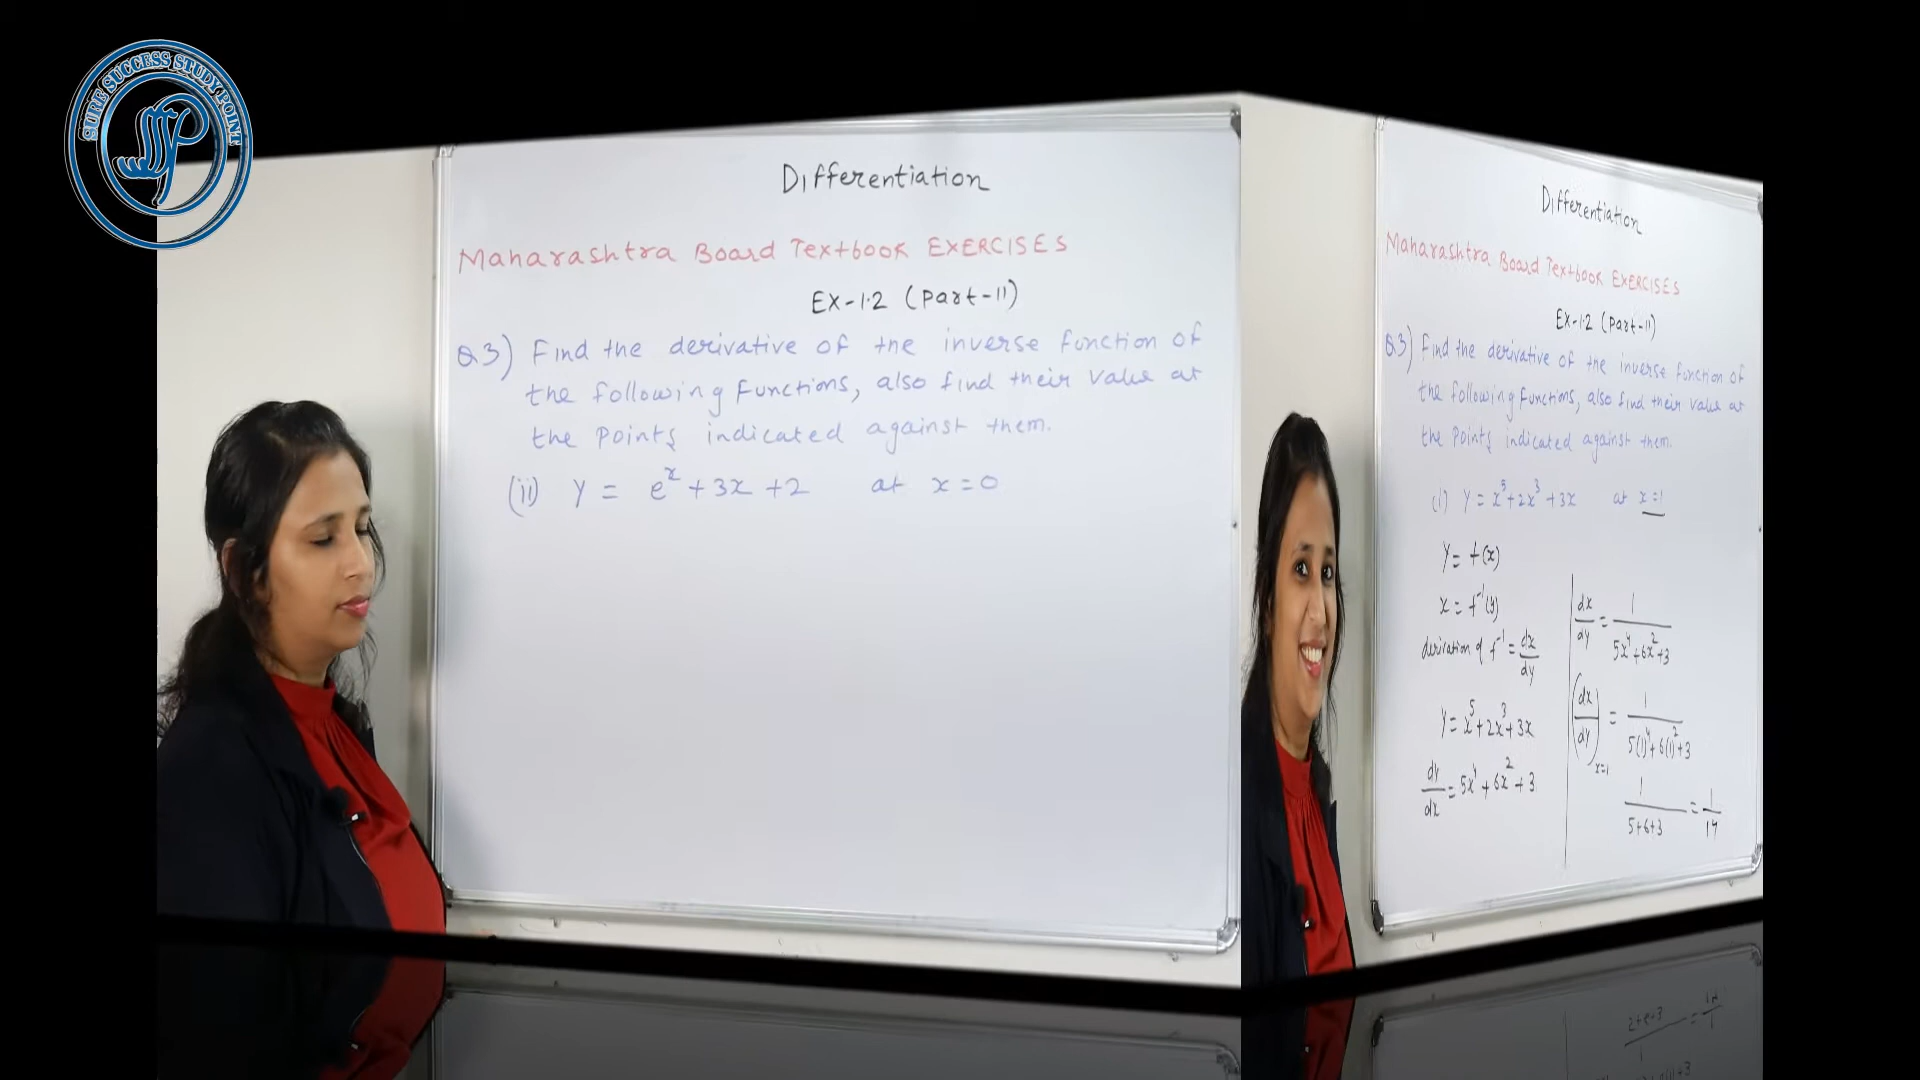 SURE SUCCESS STUDY POINT
Differentiation
Maharashtra Board Textbook EXERCISES
EX-1.2 (Part-II)
Q3) Find the derivative of the inverse function of
the following functions, also find their value at
the points indicated against them.
(ii) y = e^x + 3x + 2 at x = 0
Differentiation
Maharashtra Board Textbook EXERCISES
EX-1.2 (Part-II)
Q3) Find the derivative of the inverse function of
the following functions, also find their value at
the points indicated against them.
(i) y = x^5 + 2x^3 + 3x at x = 1
y = f(x)
x = f^-1(y)
derivation of f^-1 = dx/dy
y = x^5 + 2x^3 + 3x
dy/dx = 5x^4 + 6x^2 + 3
dx/dy = 1/(5x^4 + 6x^2 + 3)
(dx/dy)x=1 = 1/(5(1)^4 + 6(1)^2 + 3)
1/(5+6+3) = 1/14